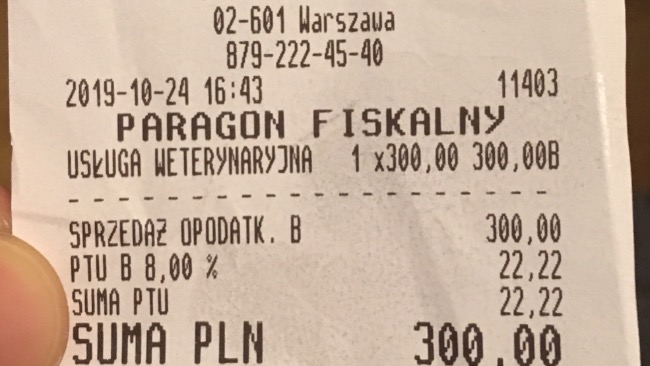 02-601 Warszawa
879-222-45-40
2019-10-24 16:43 11403
PARAGON FISKALNY
USŁUGA WETERYNARYJNA 1 x300,00 300,00B
- - - - - - - - - - - - - - - - - - - -
SPRZEDAŻ OPODATK. B 300,00
PTU B 8,00 % 22,22
SUMA PTU 22,22
SUMA PLN 300,00